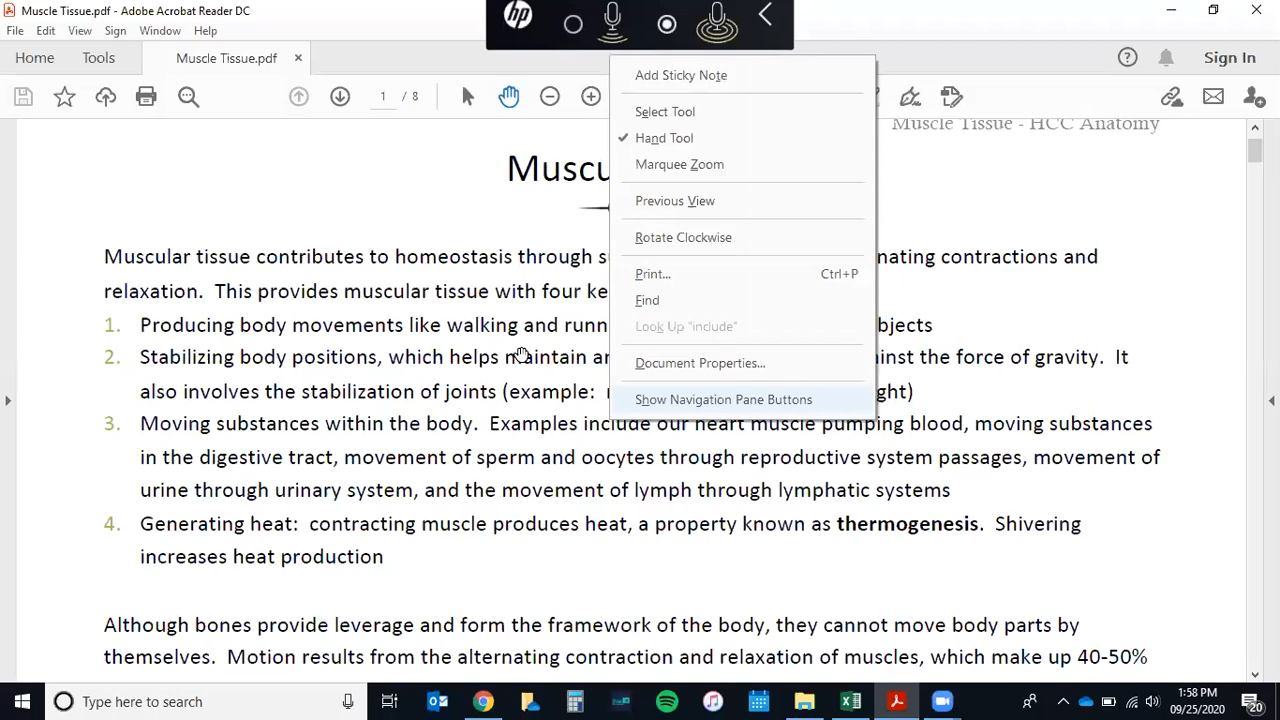 Muscle Tissue.pdf - Adobe Acrobat Reader DC
hp
File Edit View Sign Window Help
Home Tools Muscle Tissue.pdf × ? Sign In
1 / 8
Muscle Tissue - HCC Anatomy
Muscu
Add Sticky Note
Select Tool
Hand Tool
Marquee Zoom
Previous View
Rotate Clockwise
Print... Ctrl+P
Find
Look Up "include"
Document Properties...
Show Navigation Pane Buttons
Muscular tissue contributes to homeostasis through s nating contractions and
relaxation. This provides muscular tissue with four ke
1. Producing body movements like walking and runn bjects
2. Stabilizing body positions, which helps maintain inst the force of gravity. It
also involves the stabilization of joints (example: ght)
3. Moving substances within the body. Examples include our heart muscle pumping blood, moving substances
in the digestive tract, movement of sperm and oocytes through reproductive system passages, movement of
urine through urinary system, and the movement of lymph through lymphatic systems
4. Generating heat: contracting muscle produces heat, a property known as thermogenesis. Shivering
increases heat production
Although bones provide leverage and form the framework of the body, they cannot move body parts by
themselves. Motion results from the alternating contraction and relaxation of muscles, which make up 40-50%
Type here to search
1:58 PM
09/25/2020
20